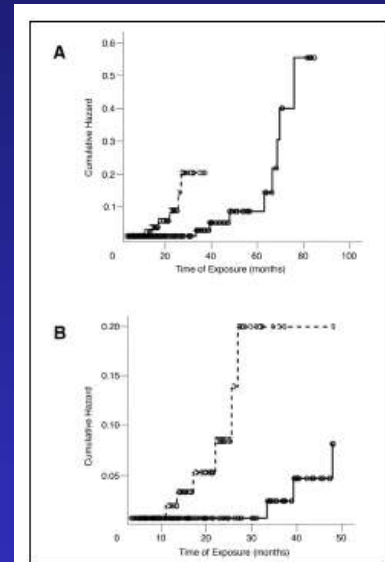 A
0.6
0.5
0.4
0.3
0.2
0.1
Cumulative Hazard
0 20 40 60 80 100
Time of Exposure (months)
B
0.20
0.15
0.10
0.05
Cumulative Hazard
0 10 20 30 40 50
Time of Exposure (months)